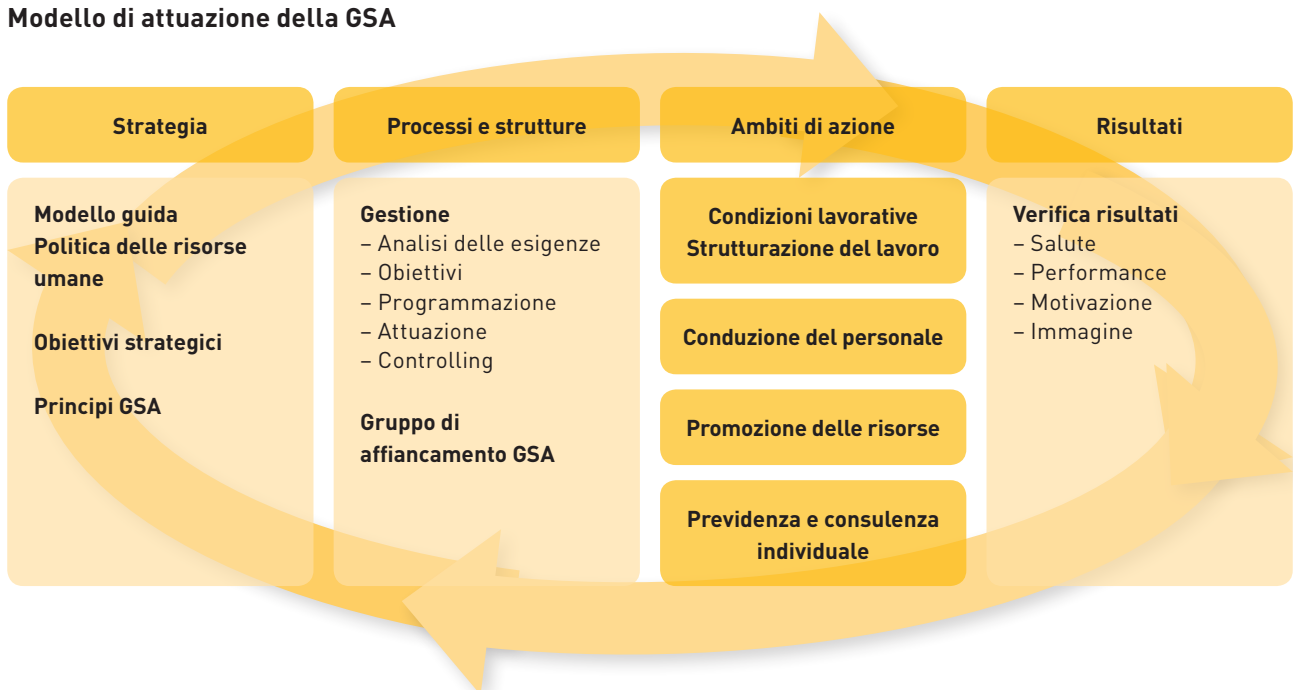 Modello di attuazione della GSA
Strategia
Processi e strutture
Ambiti di azione
Risultati
Modello guida
Politica delle risorse
umane
Obiettivi strategici
Principi GSA
Gestione
– Analisi delle esigenze
– Obiettivi
– Programmazione
– Attuazione
– Controlling
Gruppo di
affiancamento GSA
Condizioni lavorative
Strutturazione del lavoro
Conduzione del personale
Promozione delle risorse
Previdenza e consulenza
individuale
Verifica risultati
– Salute
– Performance
– Motivazione
– Immagine